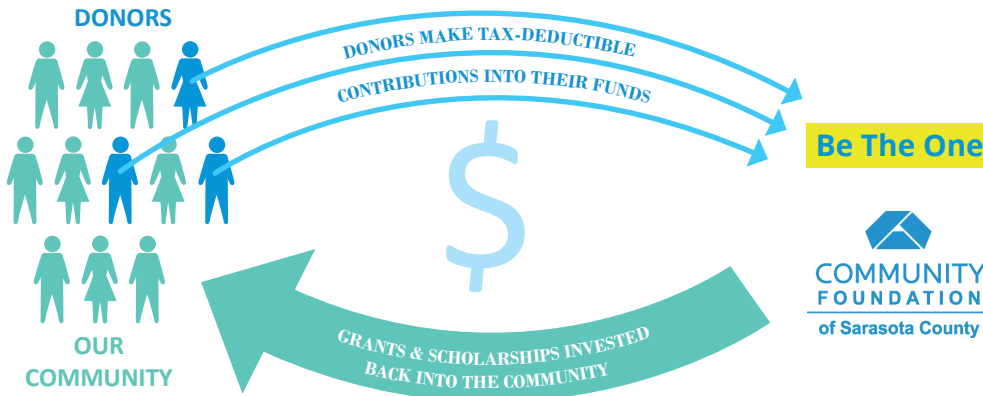 DONORS
DONORS MAKE TAX-DEDUCTIBLE
CONTRIBUTIONS INTO THEIR FUNDS
$
Be The One
COMMUNITY
FOUNDATION
of Sarasota County
GRANTS & SCHOLARSHIPS INVESTED
BACK INTO THE COMMUNITY
OUR
COMMUNITY